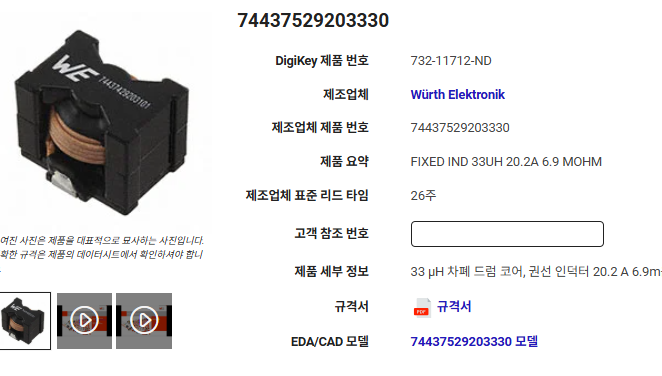 74437529203330
DigiKey 제품 번호 732-11712-ND
제조업체 Würth Elektronik
제조업체 제품 번호 74437529203330
제품 요약 FIXED IND 33UH 20.2A 6.9 MOHM
제조업체 표준 리드 타임 26주
고객 참조 번호
제품 세부 정보 33 µH 차폐 드럼 코어, 권선 인덕터 20.2 A 6.9m
규격서 PDF 규격서
EDA/CAD 모델 74437529203330 모델
WE
74437429203101
여진 사진은 제품을 대표적으로 묘사하는 사진입니다.
확한 규격은 제품의 데이터시트에서 확인하셔야 합니